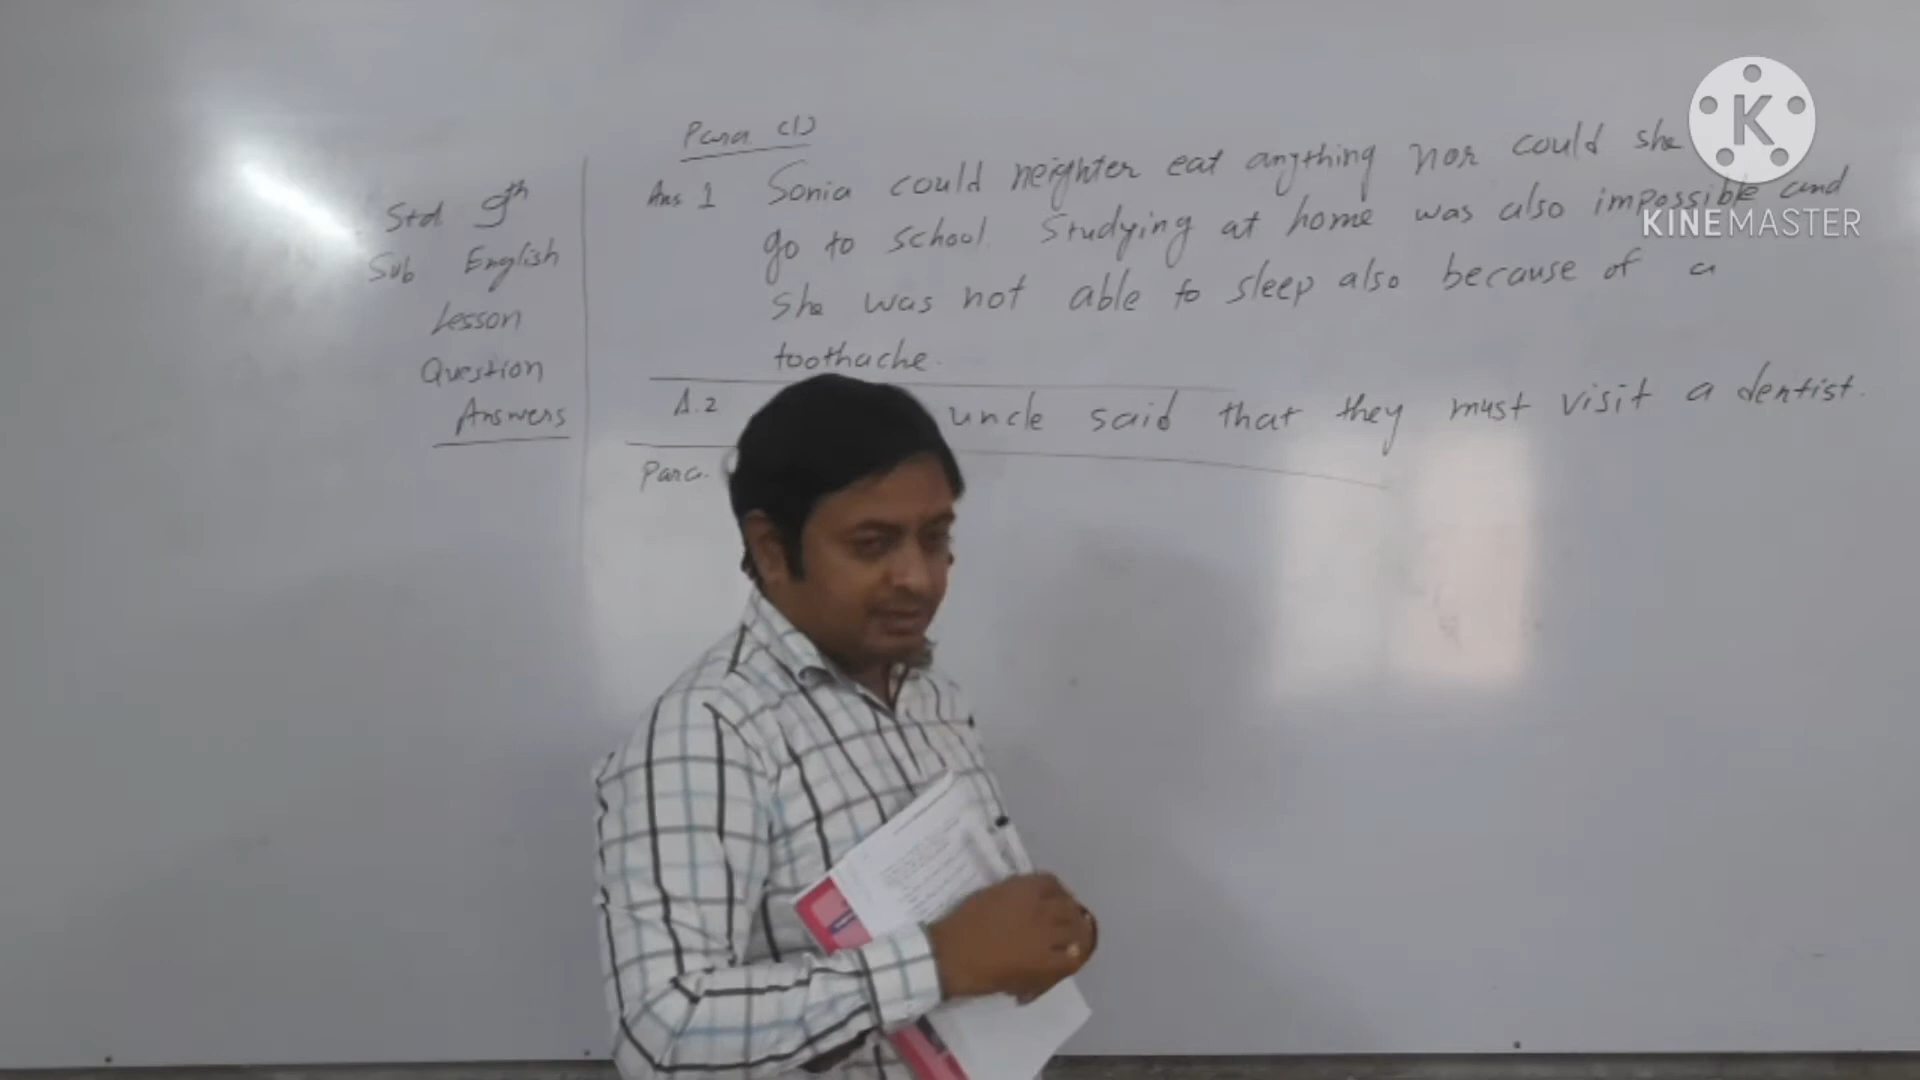 Std 9th
Sub English
Lesson
Question
Answers
Para (1)
Ans 1 Sonia could neighter eat anything nor could she
go to school. Studying at home was also impossible and
she was not able to sleep also because of a
toothache.
A.2 uncle said that they must visit a dentist.
Para.
K
KINEMASTER